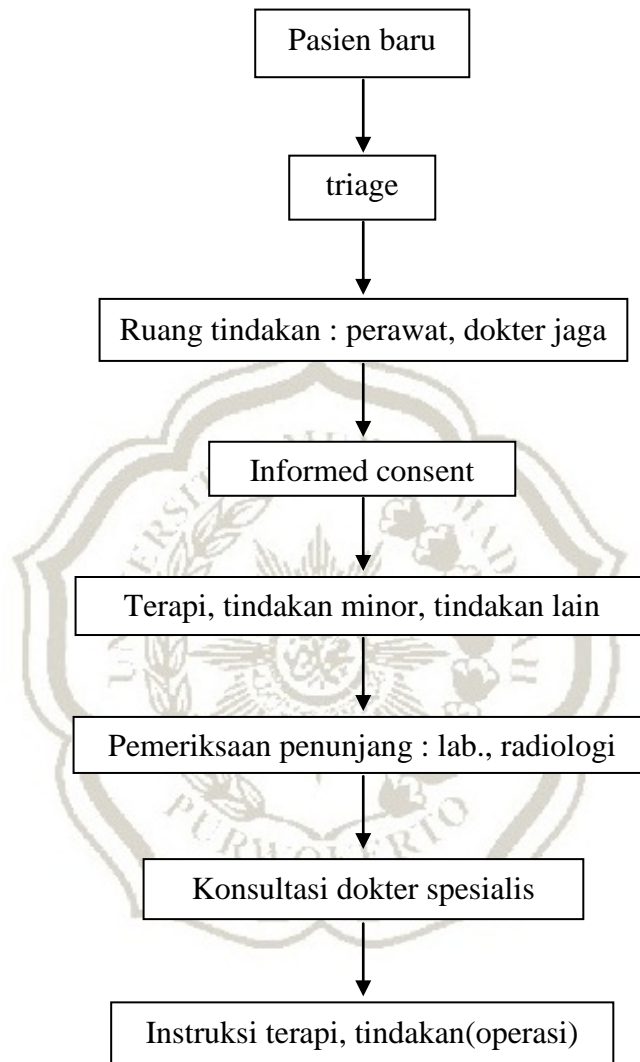 Pasien baru
triage
Ruang tindakan : perawat, dokter jaga
Informed consent
Terapi, tindakan minor, tindakan lain
Pemeriksaan penunjang : lab., radiologi
PURWOKERTO
Konsultasi dokter spesialis
Instruksi terapi, tindakan(operasi)